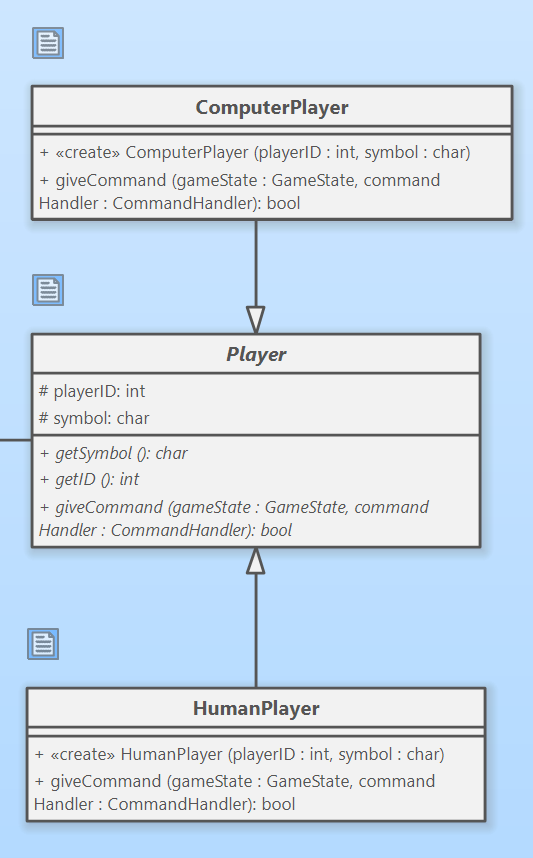 ComputerPlayer
+ «create» ComputerPlayer (playerID : int, symbol : char)
+ giveCommand (gameState : GameState, command
Handler : CommandHandler): bool
Player
# playerID: int
# symbol: char
+ getSymbol (): char
+ getID (): int
+ giveCommand (gameState : GameState, command
Handler : CommandHandler): bool
HumanPlayer
+ «create» HumanPlayer (playerID : int, symbol : char)
+ giveCommand (gameState : GameState, command
Handler : CommandHandler): bool